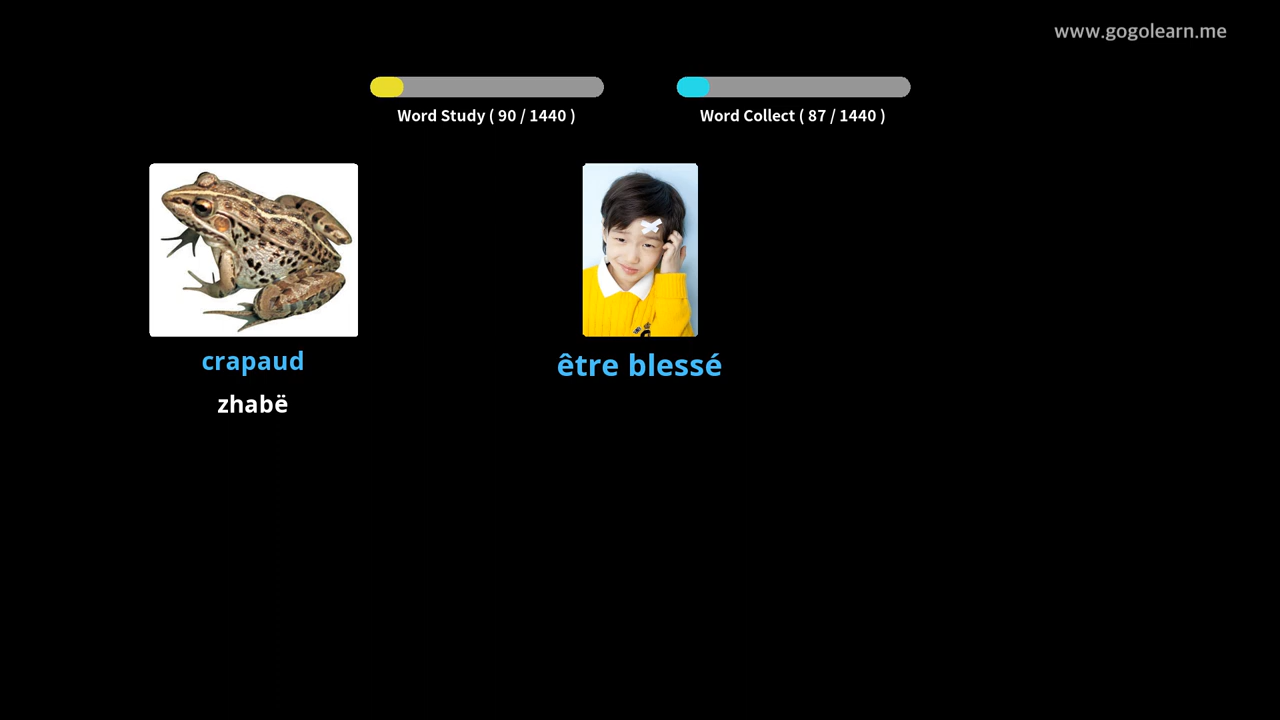 www.gogolearn.me
Word Study ( 90 / 1440 )
Word Collect ( 87 / 1440 )
crapaud
zhabë
être blessé